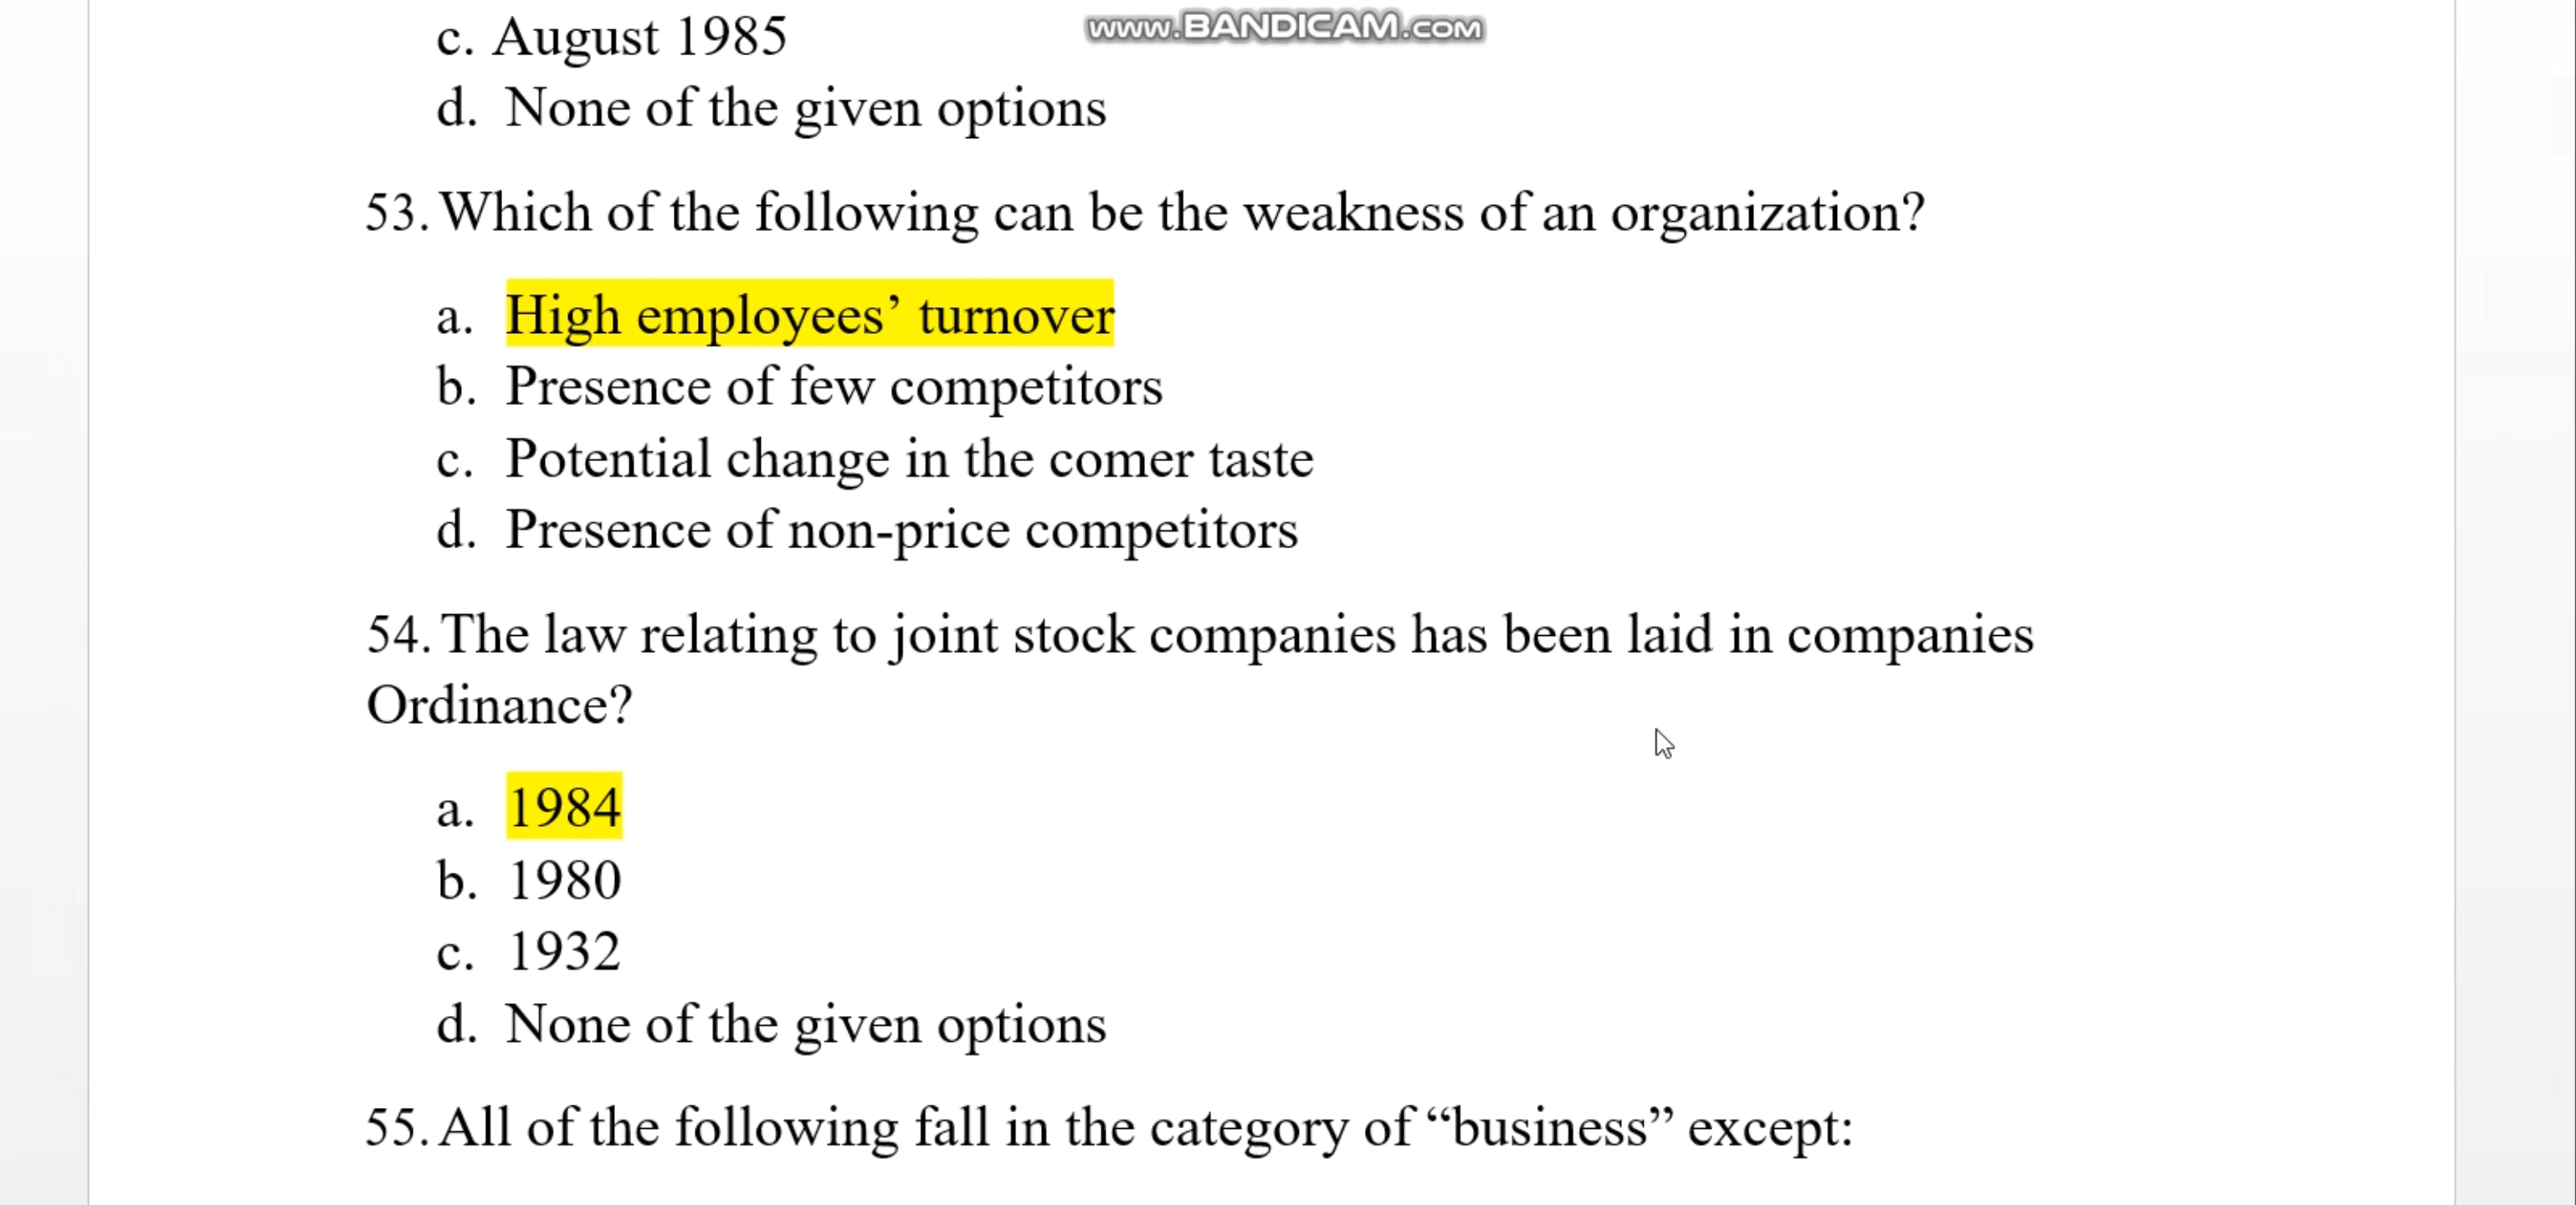 www.BANDICAM.com
c. August 1985
d. None of the given options
53. Which of the following can be the weakness of an organization?
a. High employees’ turnover
b. Presence of few competitors
c. Potential change in the comer taste
d. Presence of non-price competitors
54. The law relating to joint stock companies has been laid in companies
Ordinance?
a. 1984
b. 1980
c. 1932
d. None of the given options
55. All of the following fall in the category of “business” except: